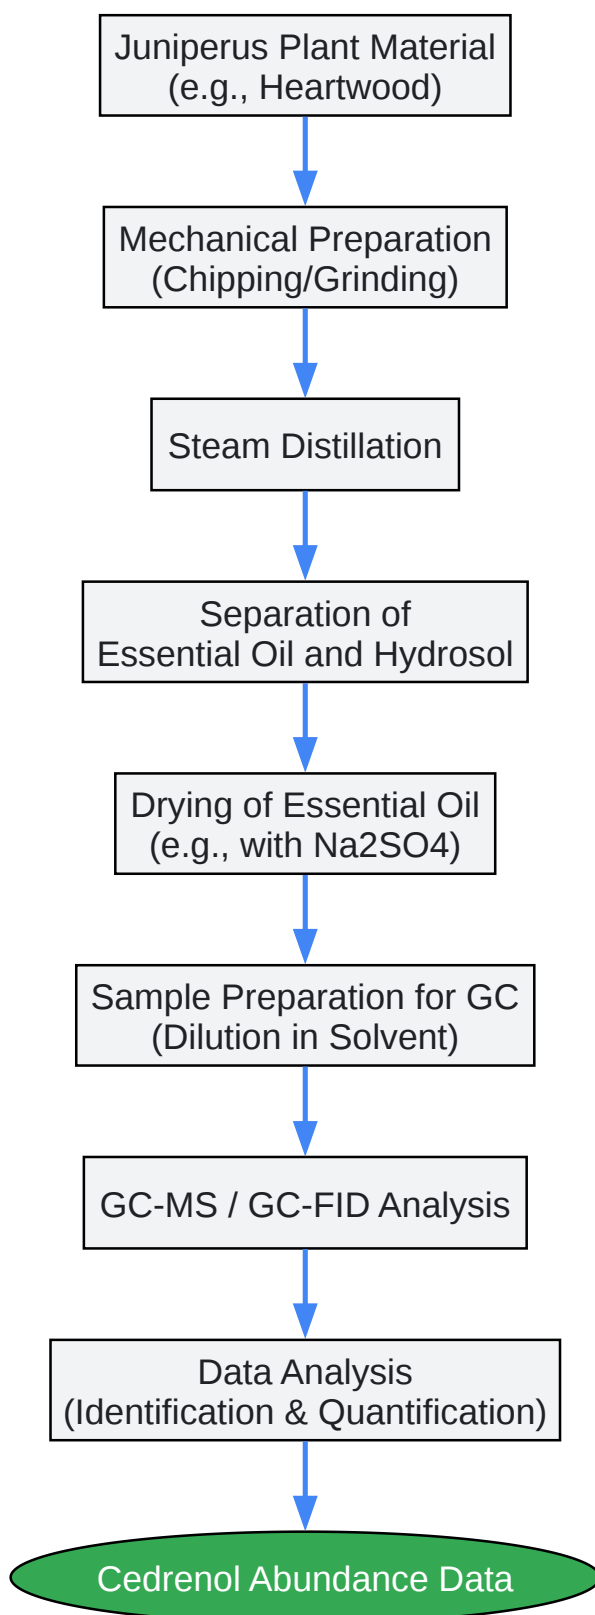 Juniperus Plant Material
(e.g., Heartwood)
Mechanical Preparation
(Chipping/Grinding)
Steam Distillation
Separation of
Essential Oil and Hydrosol
Drying of Essential Oil
(e.g., with Na2SO4)
Sample Preparation for GC
(Dilution in Solvent)
GC-MS / GC-FID Analysis
Data Analysis
(Identification & Quantification)
Cedrenol Abundance Data